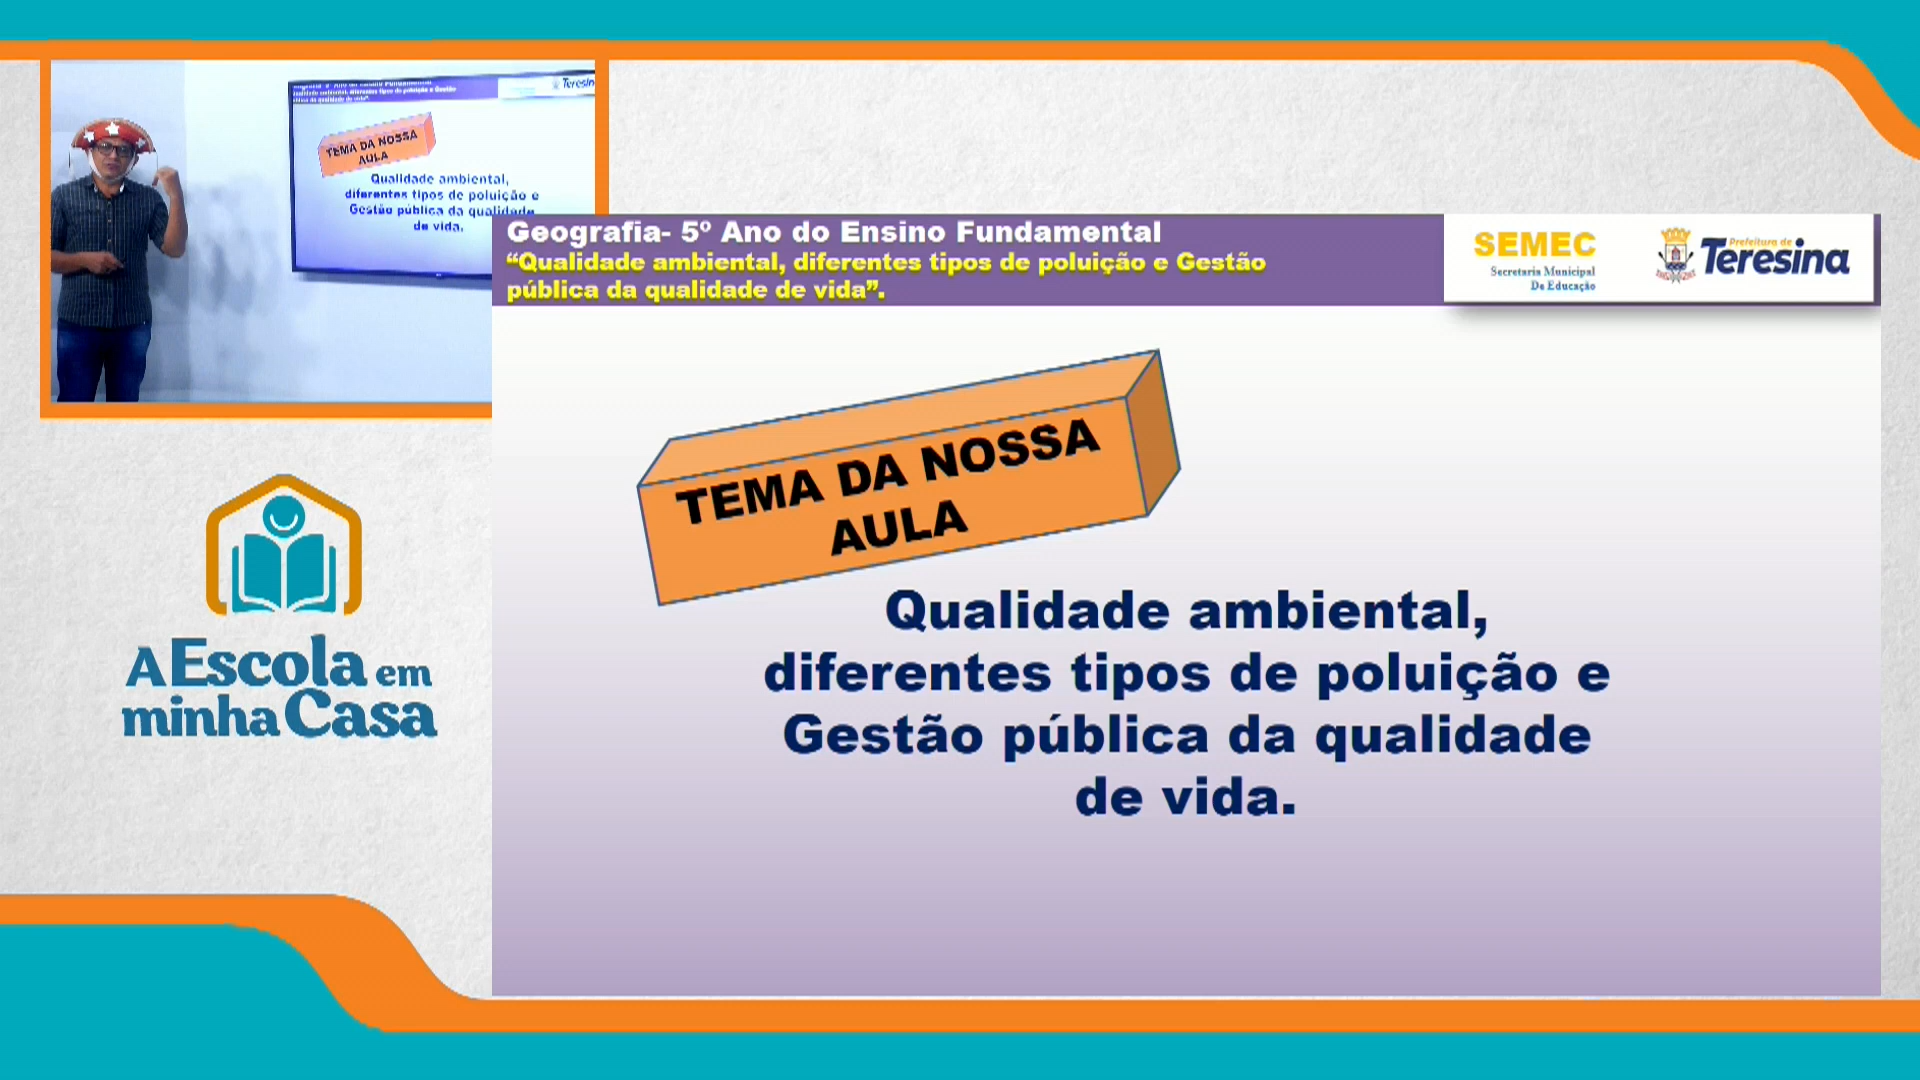 Teresina
TEMA DA NOSSA
AULA
Qualidade ambiental,
diferentes tipos de poluição e
Gestão pública da qualidade
de vida.
Geografia- 5º Ano do Ensino Fundamental
“Qualidade ambiental, diferentes tipos de poluição e Gestão
pública da qualidade de vida”.
SEMEC
Secretaria Municipal
De Educação
Prefeitura de
Teresina
TEMA DA NOSSA
AULA
Qualidade ambiental,
diferentes tipos de poluição e
Gestão pública da qualidade
de vida.
A Escola em
minha Casa